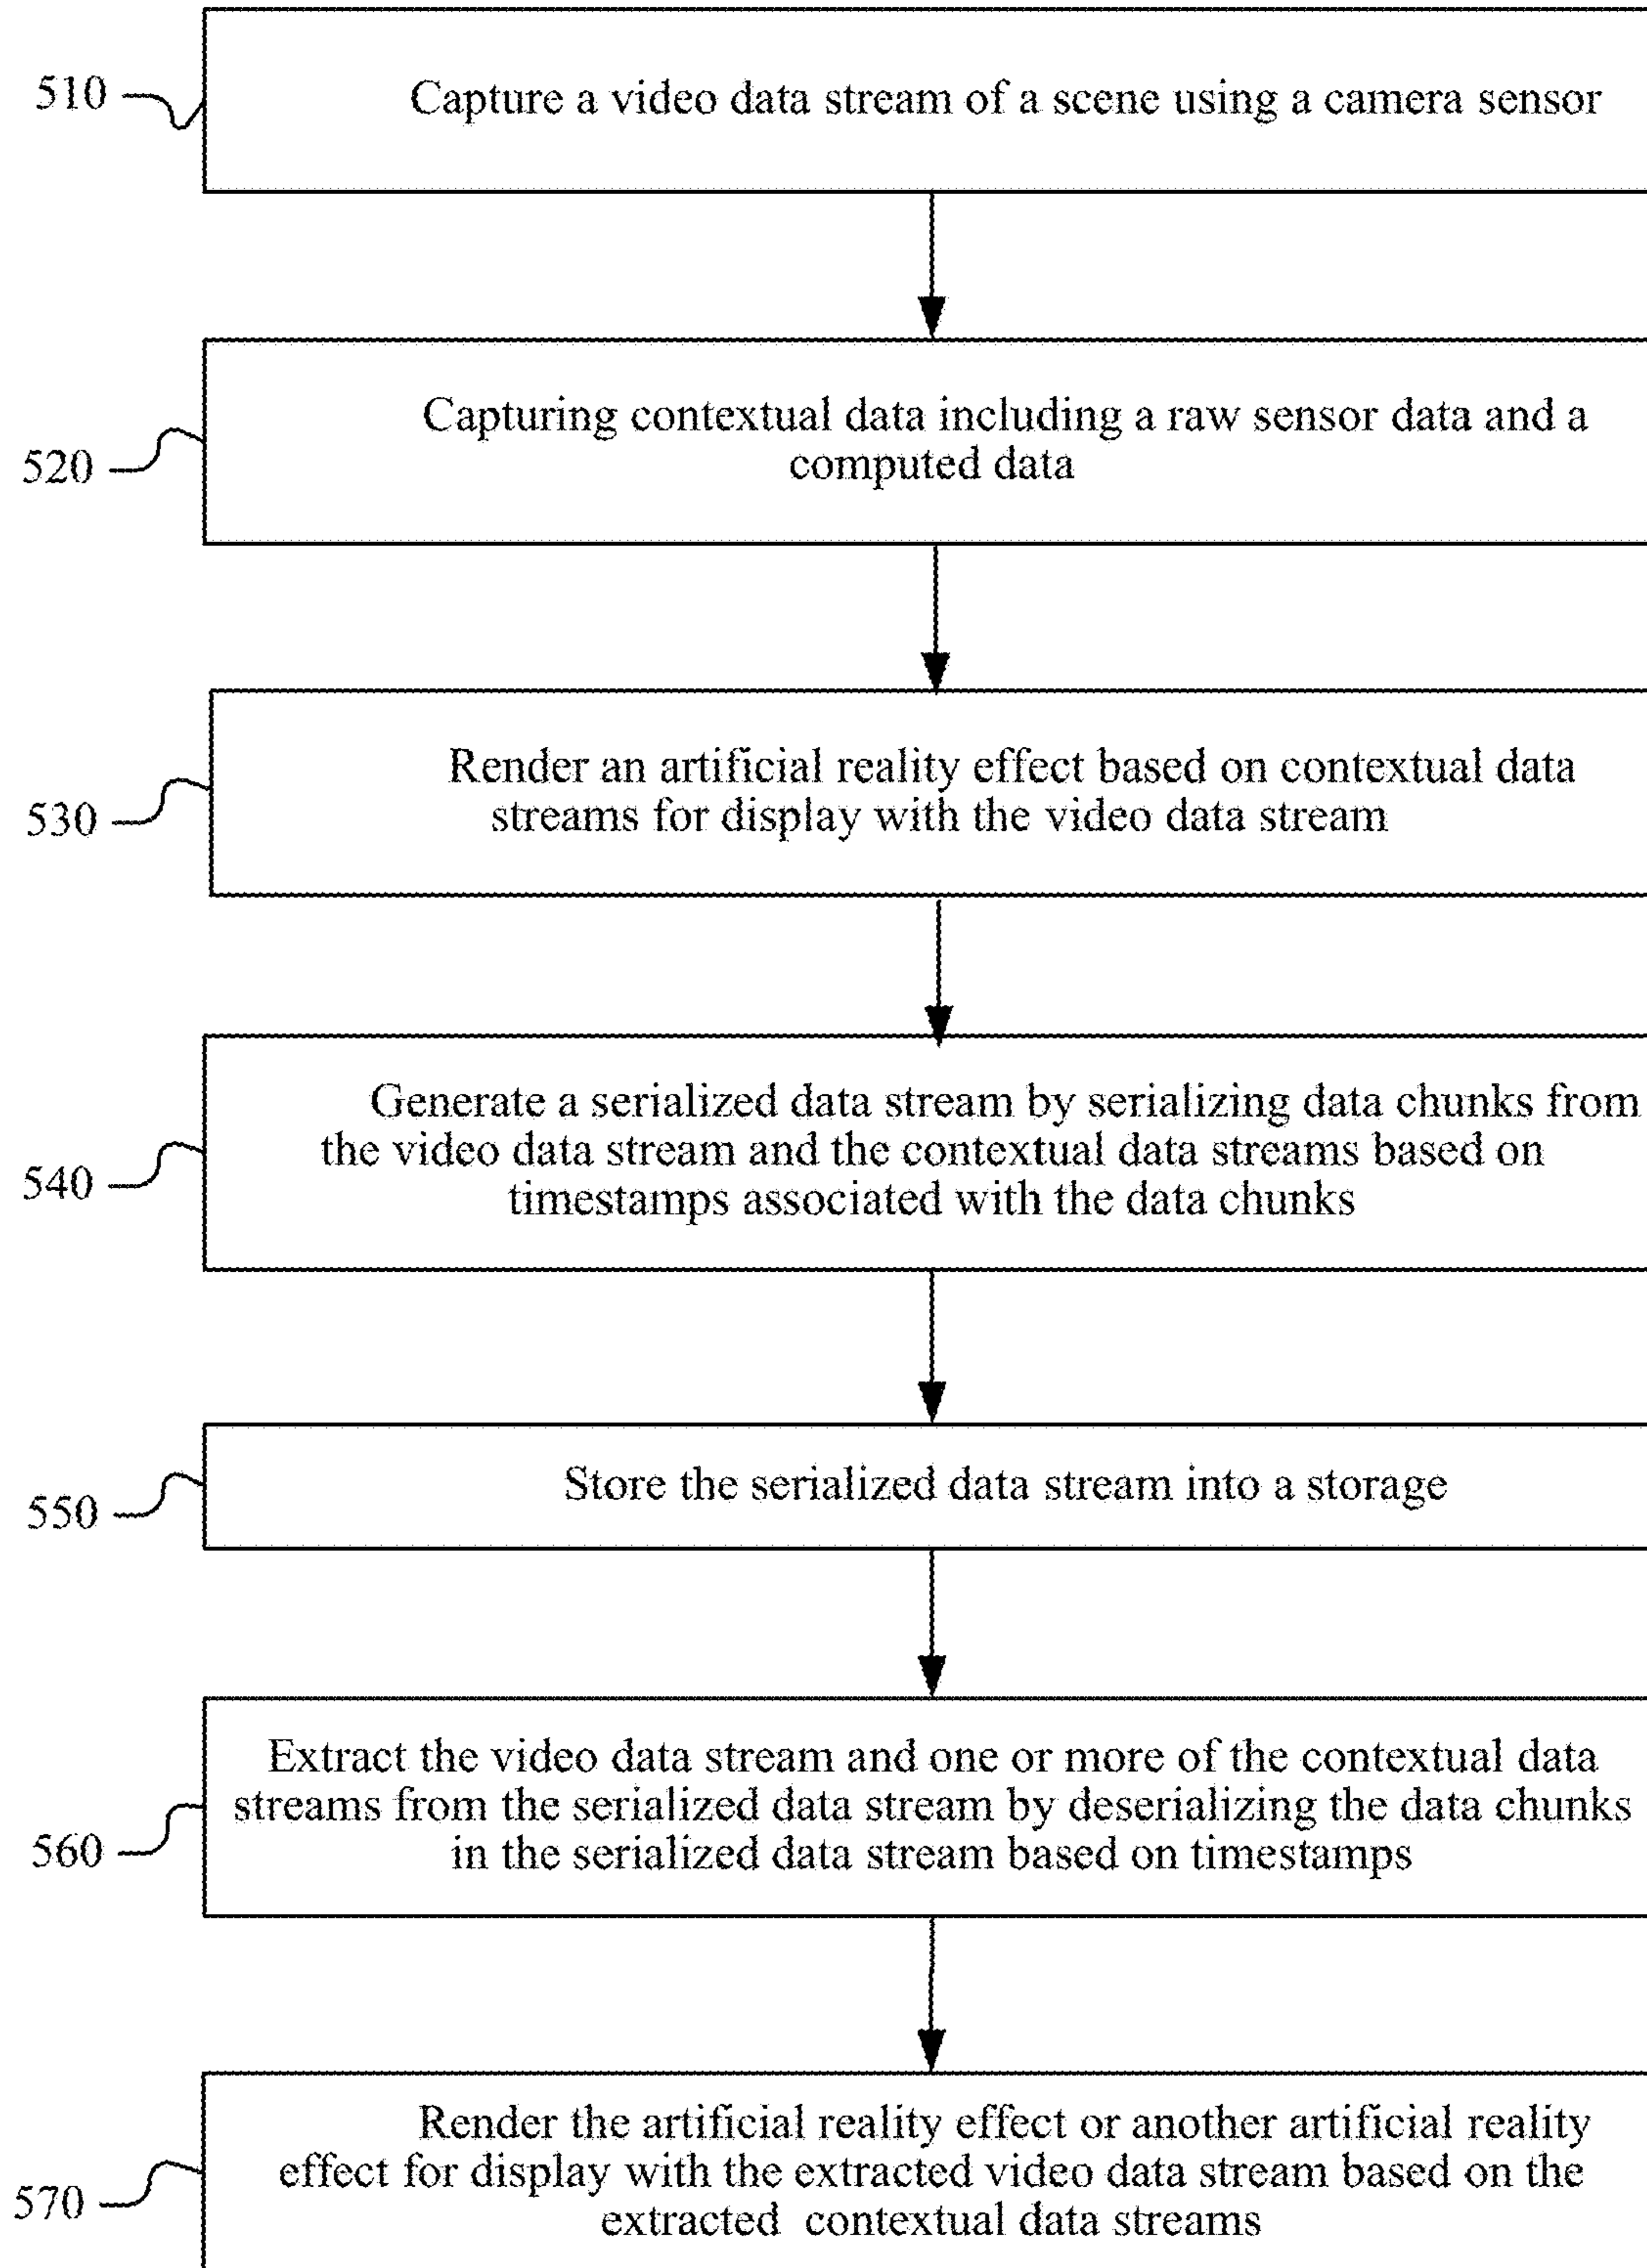 510
Capture a video data stream of a scene using a camera sensor
520
Capturing contextual data including a raw sensor data and a
computed data
530
Render an artificial reality effect based on contextual data
streams for display with the video data stream
540
Generate a serialized data stream by serializing data chunks from
the video data stream and the contextual data streams based on
timestamps associated with the data chunks
550
Store the serialized data stream into a storage
560
Extract the video data stream and one or more of the contextual data
streams from the serialized data stream by deserializing the data chunks
in the serialized data stream based on timestamps
570
Render the artificial reality effect or another artificial reality
effect for display with the extracted video data stream based on the
extracted contextual data streams